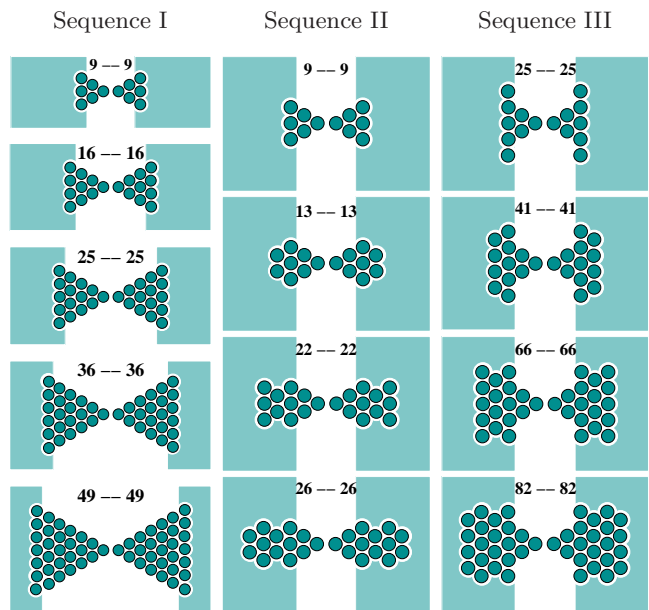 Sequence I
Sequence II
Sequence III
9 –– 9
16 –– 16
25 –– 25
36 –– 36
49 –– 49
9 –– 9
13 –– 13
22 –– 22
26 –– 26
25 –– 25
41 –– 41
66 –– 66
82 –– 82